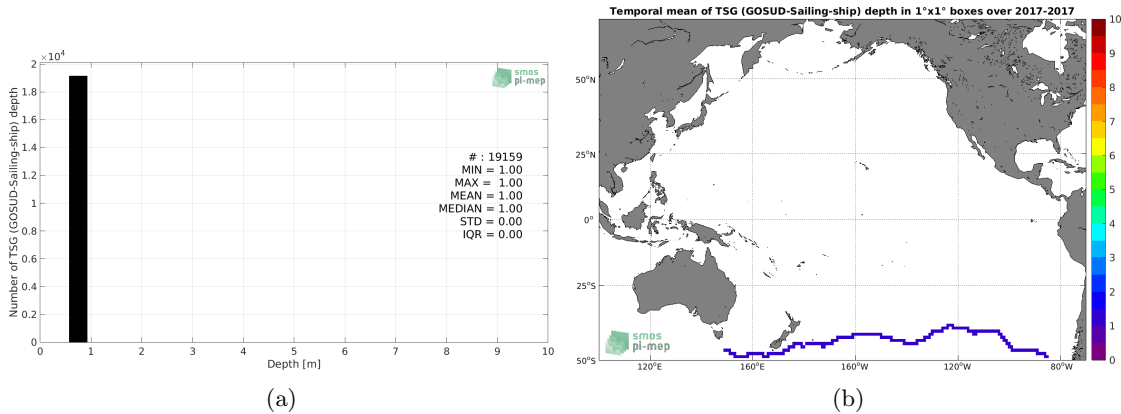 ×10⁴
2
1.8
1.6
1.4
1.2
1
0.8
0.6
0.4
0.2
0
Number of TSG (GOSUD-Sailing-ship) depth
smos
pi-mep
# : 19159
MIN = 1.00
MAX = 1.00
MEAN = 1.00
MEDIAN = 1.00
STD = 0.00
IQR = 0.00
0 1 2 3 4 5 6 7 8 9 10
Depth [m]
(a)
Temporal mean of TSG (GOSUD-Sailing-ship) depth in 1°x1° boxes over 2017-2017
50°N
25°N
0°
25°S
50°S
smos
pi-mep
120°E 160°E 160°W 120°W 80°W
10
9
8
7
6
5
4
3
2
1
0
(b)